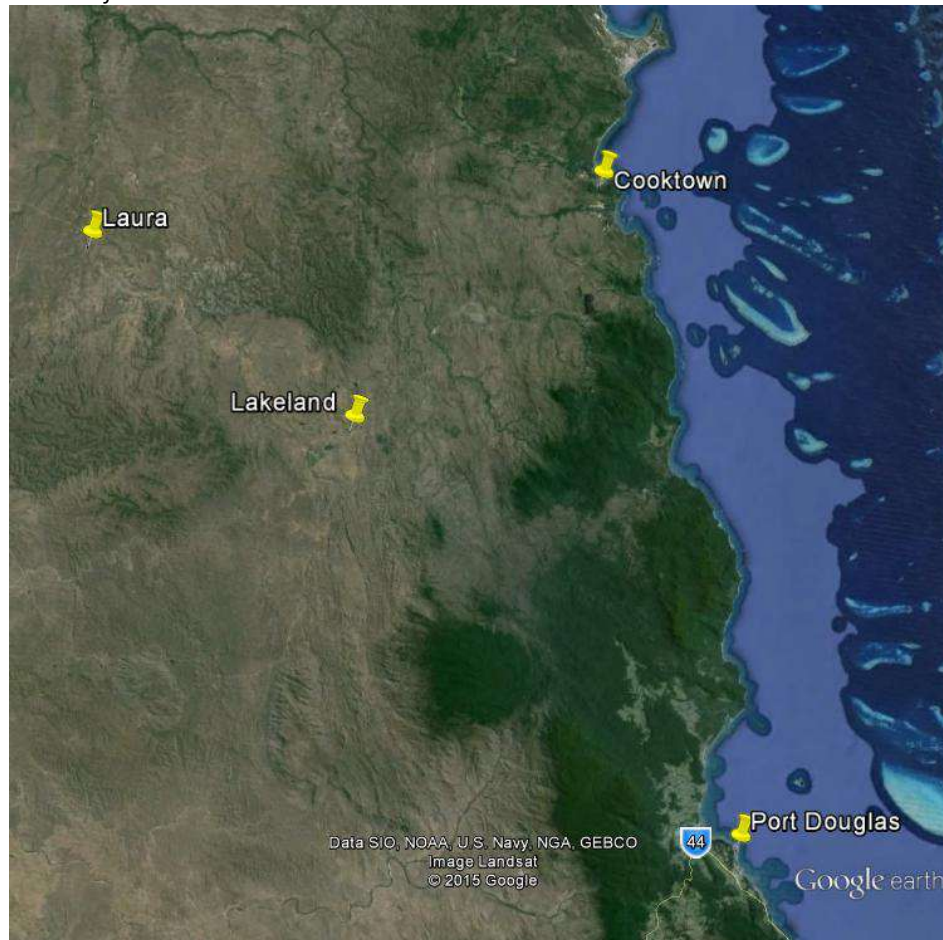 Cooktown
Laura
Lakeland
Port Douglas
44
Data SIO, NOAA, U.S. Navy, NGA, GEBCO
Image Landsat
© 2015 Google
Google earth